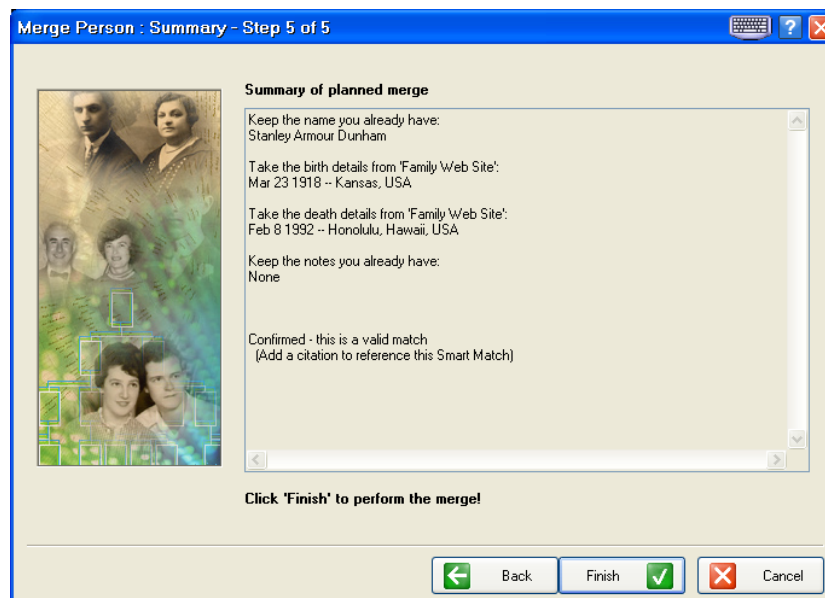 Merge Person : Summary - Step 5 of 5
?
Summary of planned merge
Keep the name you already have:
Stanley Armour Dunham
Take the birth details from 'Family Web Site':
Mar 23 1918 -- Kansas, USA
Take the death details from 'Family Web Site':
Feb 8 1992 -- Honolulu, Hawaii, USA
Keep the notes you already have:
None
Confirmed - this is a valid match
(Add a citation to reference this Smart Match)
Click 'Finish' to perform the merge!
Back
Finish
Cancel